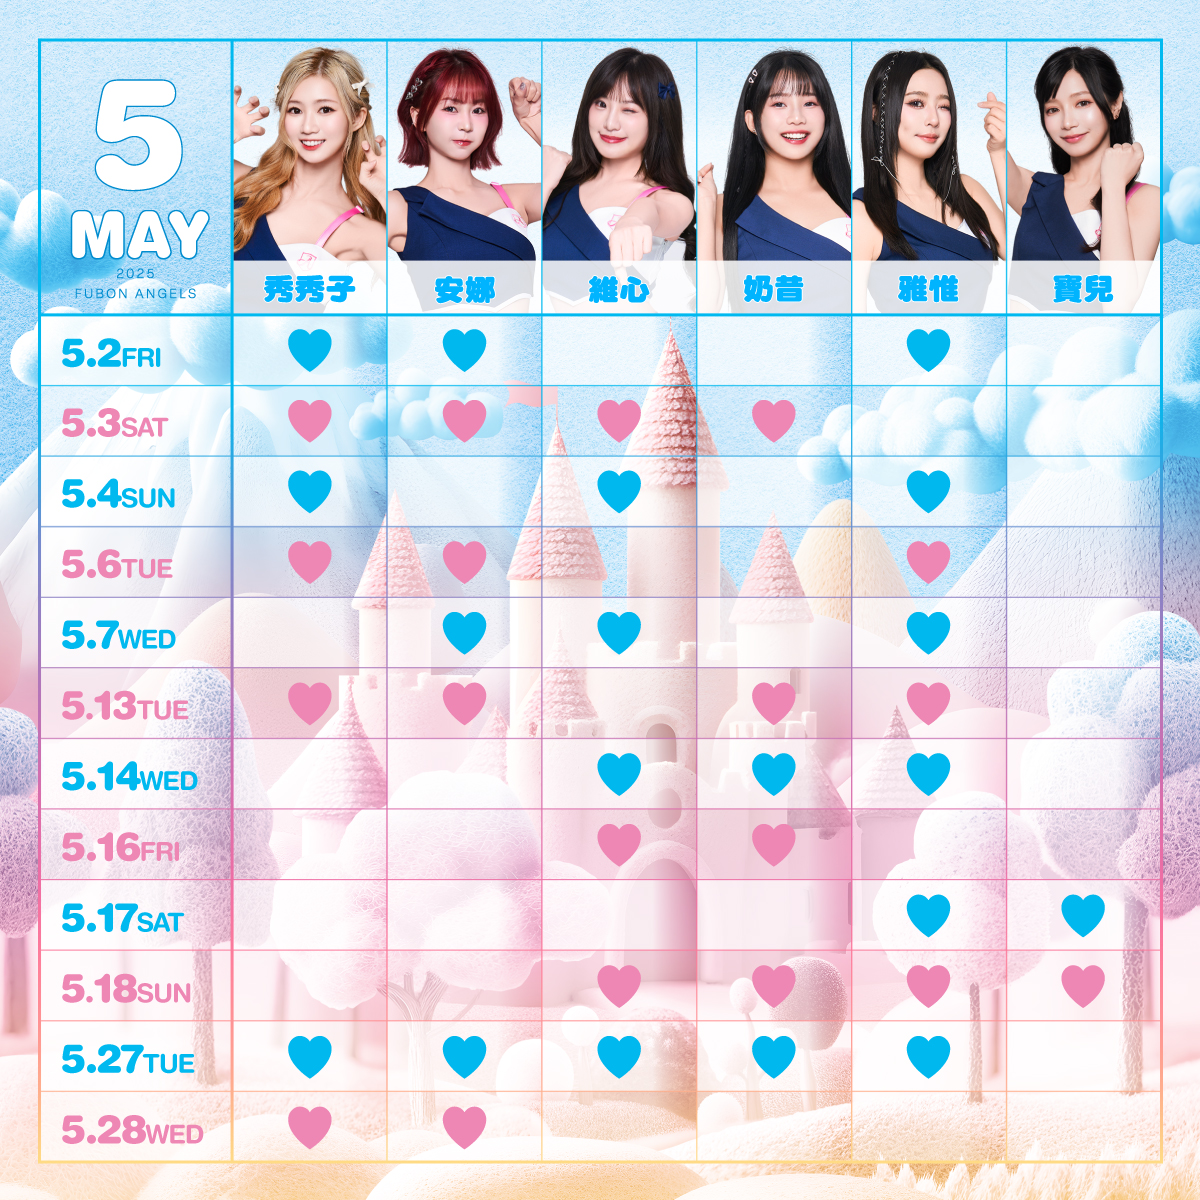 5
MAY
2025
FUBON ANGELS
秀秀子
安娜
維心
奶昔
雅惟
寶兒
5.2FRI
5.3SAT
5.4SUN
5.6TUE
5.7WED
5.13TUE
5.14WED
5.16FRI
5.17SAT
5.18SUN
5.27TUE
5.28WED